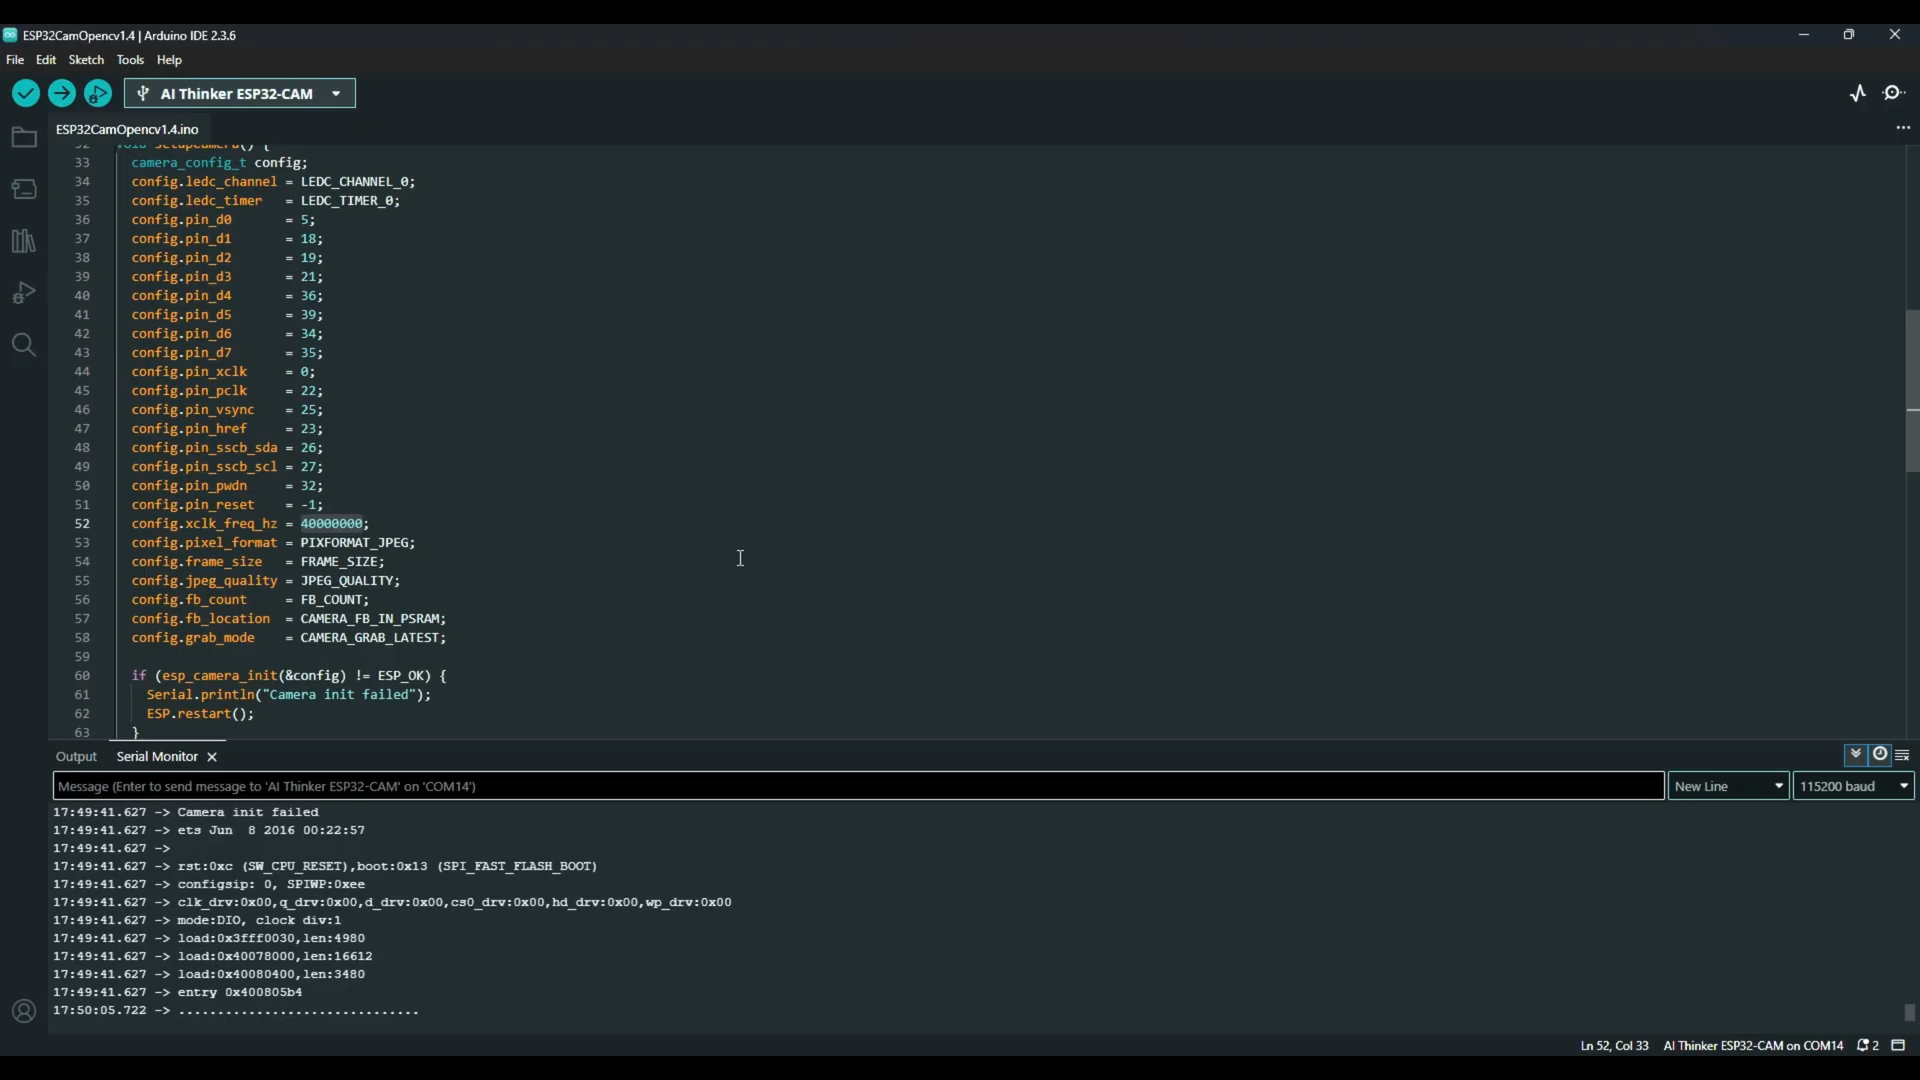 ESP32CamOpencv1.4 | Arduino IDE 2.3.6
File Edit Sketch Tools Help
AI Thinker ESP32-CAM
ESP32CamOpencv1.4.ino
32 void setupCamera() {
33 camera_config_t config;
34 config.ledc_channel = LEDC_CHANNEL_0;
35 config.ledc_timer = LEDC_TIMER_0;
36 config.pin_d0 = 5;
37 config.pin_d1 = 18;
38 config.pin_d2 = 19;
39 config.pin_d3 = 21;
40 config.pin_d4 = 36;
41 config.pin_d5 = 39;
42 config.pin_d6 = 34;
43 config.pin_d7 = 35;
44 config.pin_xclk = 0;
45 config.pin_pclk = 22;
46 config.pin_vsync = 25;
47 config.pin_href = 23;
48 config.pin_sscb_sda = 26;
49 config.pin_sscb_scl = 27;
50 config.pin_pwdn = 32;
51 config.pin_reset = -1;
52 config.xclk_freq_hz = 40000000;
53 config.pixel_format = PIXFORMAT_JPEG;
54 config.frame_size = FRAME_SIZE;
55 config.jpeg_quality = JPEG_QUALITY;
56 config.fb_count = FB_COUNT;
57 config.fb_location = CAMERA_FB_IN_PSRAM;
58 config.grab_mode = CAMERA_GRAB_LATEST;
59
60 if (esp_camera_init(&config) != ESP_OK) {
61 Serial.println("Camera init failed");
62 ESP.restart();
63 }
Output Serial Monitor
Message (Enter to send message to 'AI Thinker ESP32-CAM' on 'COM14') New Line 115200 baud
17:49:41.627 -> Camera init failed
17:49:41.627 -> ets Jun  8 2016 00:22:57
17:49:41.627 ->
17:49:41.627 -> rst:0xc (SW_CPU_RESET),boot:0x13 (SPI_FAST_FLASH_BOOT)
17:49:41.627 -> configsip: 0, SPIWP:0xee
17:49:41.627 -> clk_drv:0x00,q_drv:0x00,d_drv:0x00,cs0_drv:0x00,hd_drv:0x00,wp_drv:0x00
17:49:41.627 -> mode:DIO, clock div:1
17:49:41.627 -> load:0x3fff0030,len:4980
17:49:41.627 -> load:0x40078000,len:16612
17:49:41.627 -> load:0x40080400,len:3480
17:49:41.627 -> entry 0x400805b4
17:50:05.722 -> ...............................
Ln 52, Col 33 AI Thinker ESP32-CAM on COM14 2